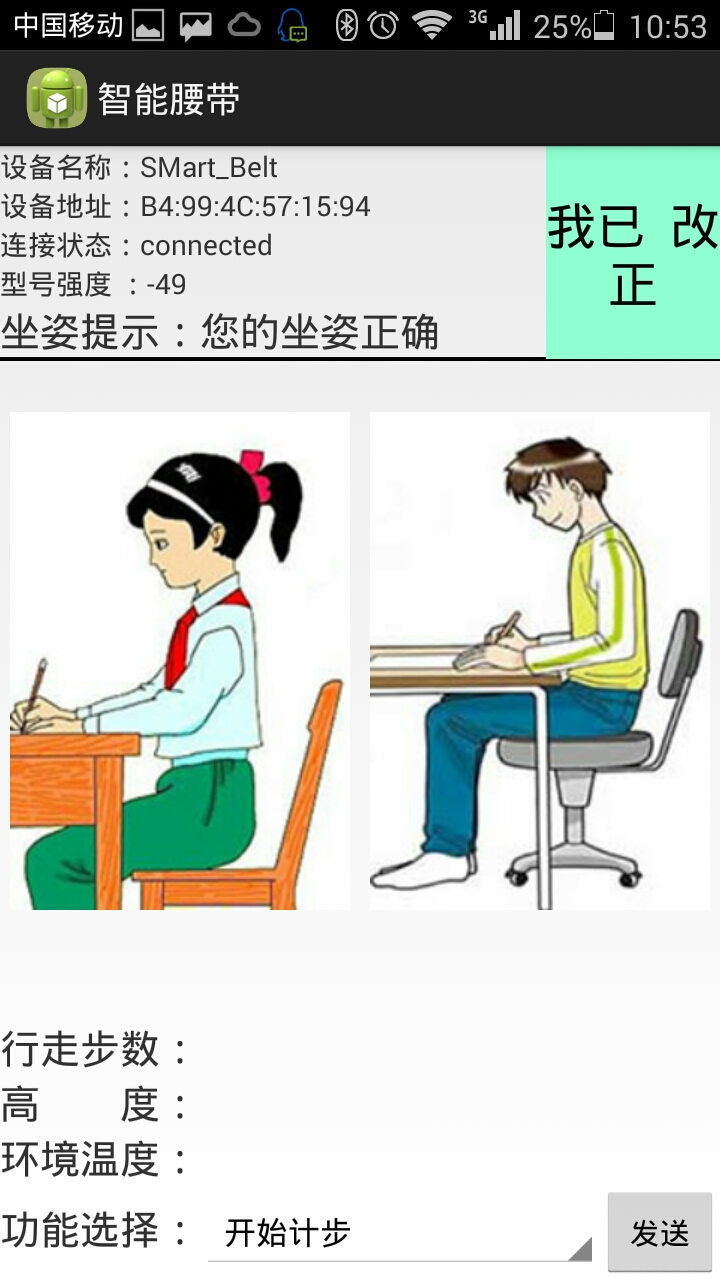 中国移动 3G 25% 10:53
智能腰带
设备名称：SMart_Belt
设备地址：B4:99:4C:57:15:94
连接状态：connected
型号强度 ：-49
坐姿提示：您的坐姿正确
我已 改
正
行走步数：
高 度：
环境温度：
功能选择： 开始计步 发送